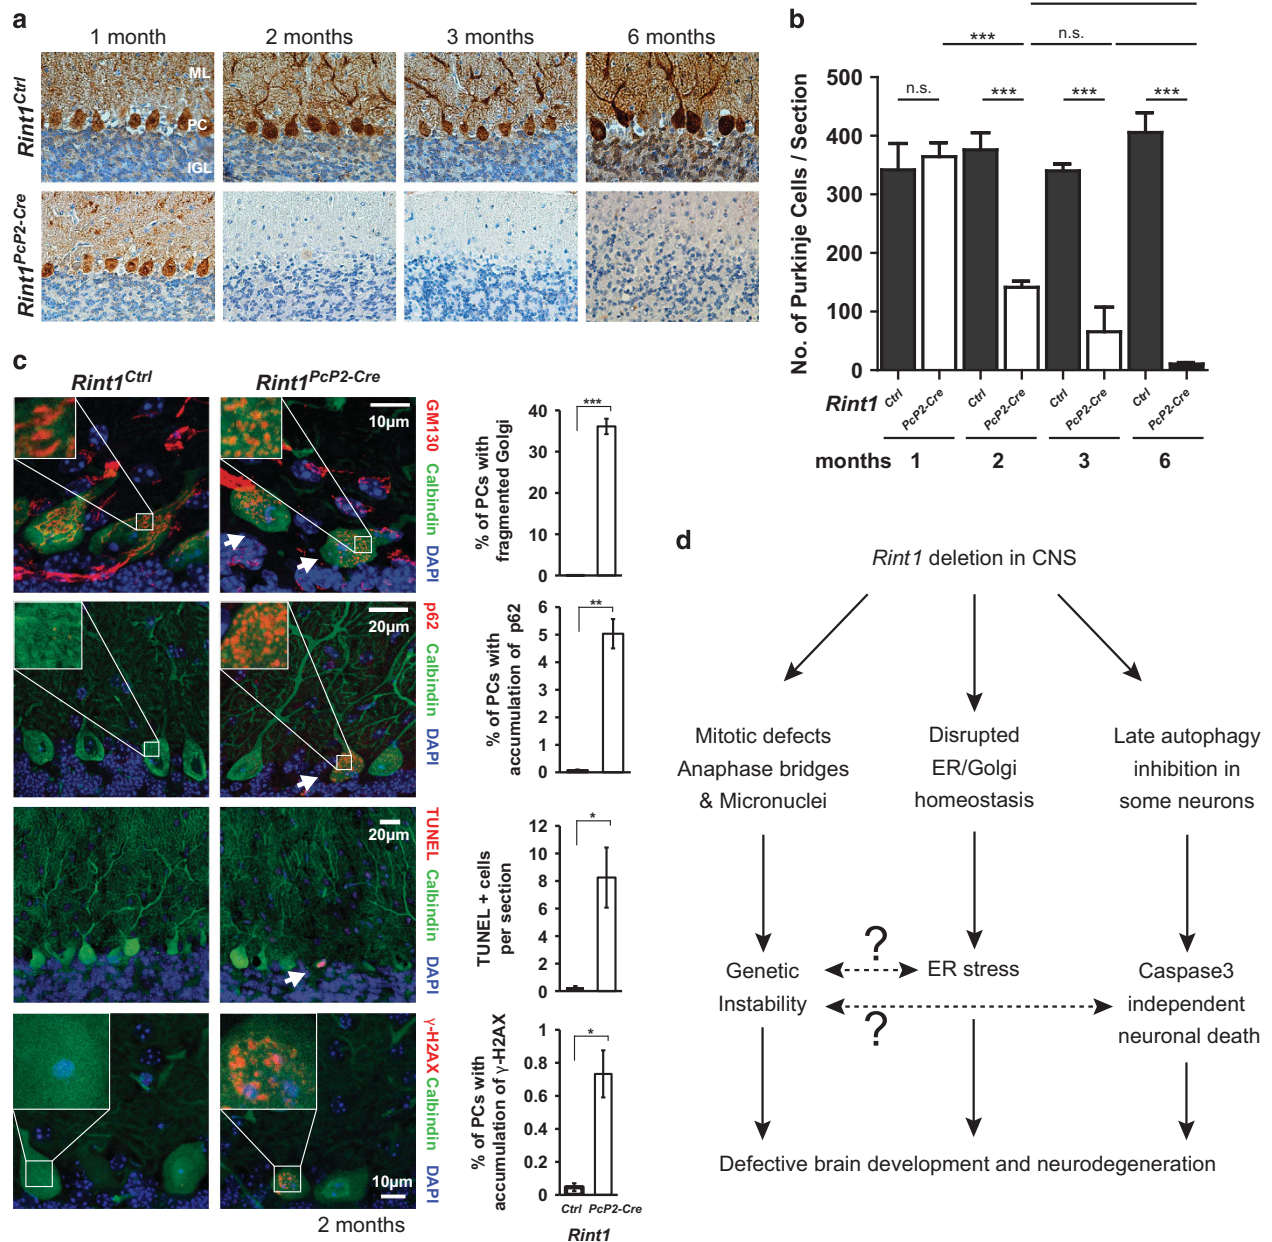 a
1 month 2 months 3 months 6 months
Rint1Ctrl
ML
PC
IGL
Rint1PcP2-Cre
b
*** n.s.
n.s. *** *** ***
No. of Purkinje Cells / Section
500
400
300
200
100
0
Rint1 Ctrl PcP2-Cre Ctrl PcP2-Cre Ctrl PcP2-Cre Ctrl PcP2-Cre
months 1 2 3 6
c
Rint1Ctrl Rint1PcP2-Cre
10µm
GM130 Calbindin DAPI
% of PCs with
fragmented Golgi
40
30
20
10
0
***
20µm
p62 Calbindin DAPI
% of PCs with
accumulation of p62
6
5
4
3
2
1
0
**
20µm
TUNEL Calbindin DAPI
TUNEL + cells
per section
12
10
8
6
4
2
0
*
10µm
γ-H2AX Calbindin DAPI
% of PCs with
accumulation of γ-H2AX
1
0.8
0.6
0.4
0.2
0
*
Ctrl PcP2-Cre
Rint1
2 months
d
Rint1 deletion in CNS
Mitotic defects
Anaphase bridges
& Micronuclei
Disrupted
ER/Golgi
homeostasis
Late autophagy
inhibition in
some neurons
Genetic
Instability
?
ER stress
?
Caspase3
independent
neuronal death
Defective brain development and neurodegeneration